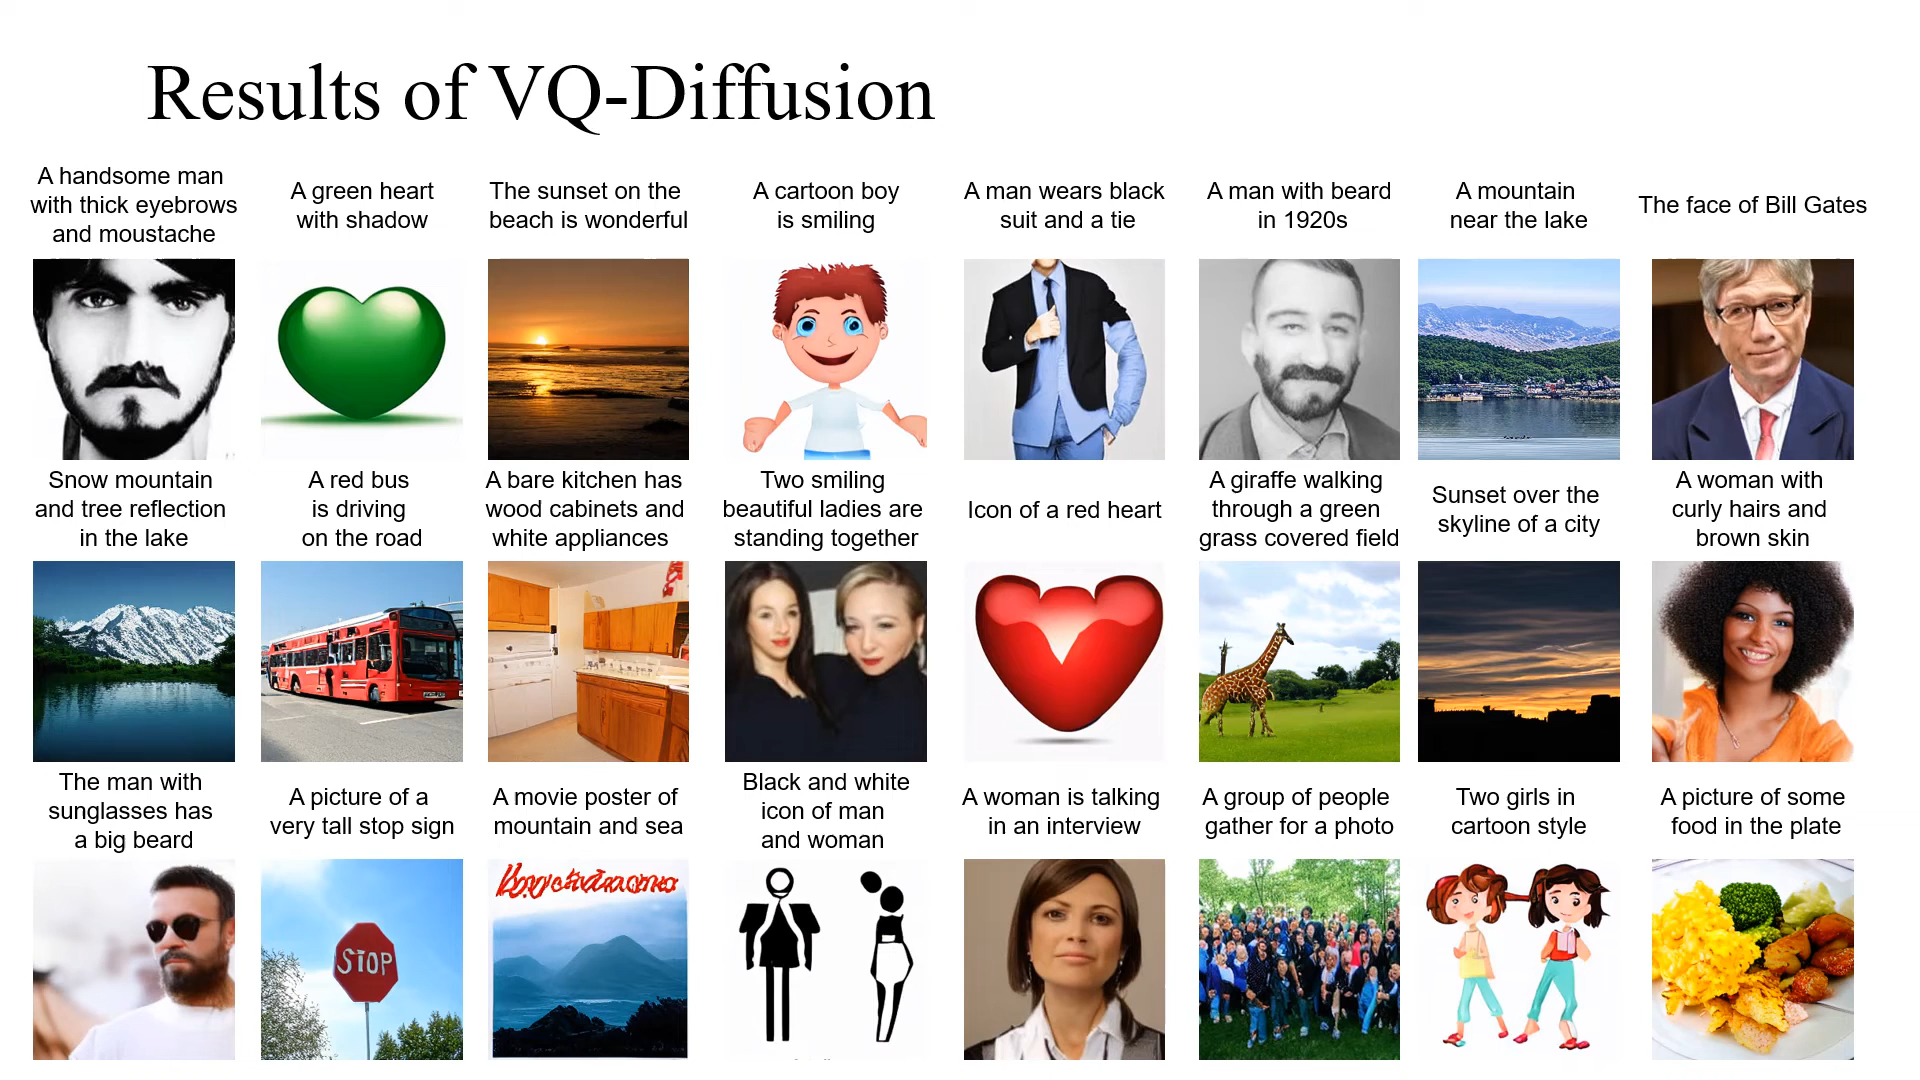 Results of VQ-Diffusion
A handsome man
with thick eyebrows
and moustache
A green heart
with shadow
The sunset on the
beach is wonderful
A cartoon boy
is smiling
A man wears black
suit and a tie
A man with beard
in 1920s
A mountain
near the lake
The face of Bill Gates
Snow mountain
and tree reflection
in the lake
A red bus
is driving
on the road
A bare kitchen has
wood cabinets and
white appliances
Two smiling
beautiful ladies are
standing together
Icon of a red heart
A giraffe walking
through a green
grass covered field
Sunset over the
skyline of a city
A woman with
curly hairs and
brown skin
The man with
sunglasses has
a big beard
A picture of a
very tall stop sign
A movie poster of
mountain and sea
Black and white
icon of man
and woman
A woman is talking
in an interview
A group of people
gather for a photo
Two girls in
cartoon style
A picture of some
food in the plate
STOP